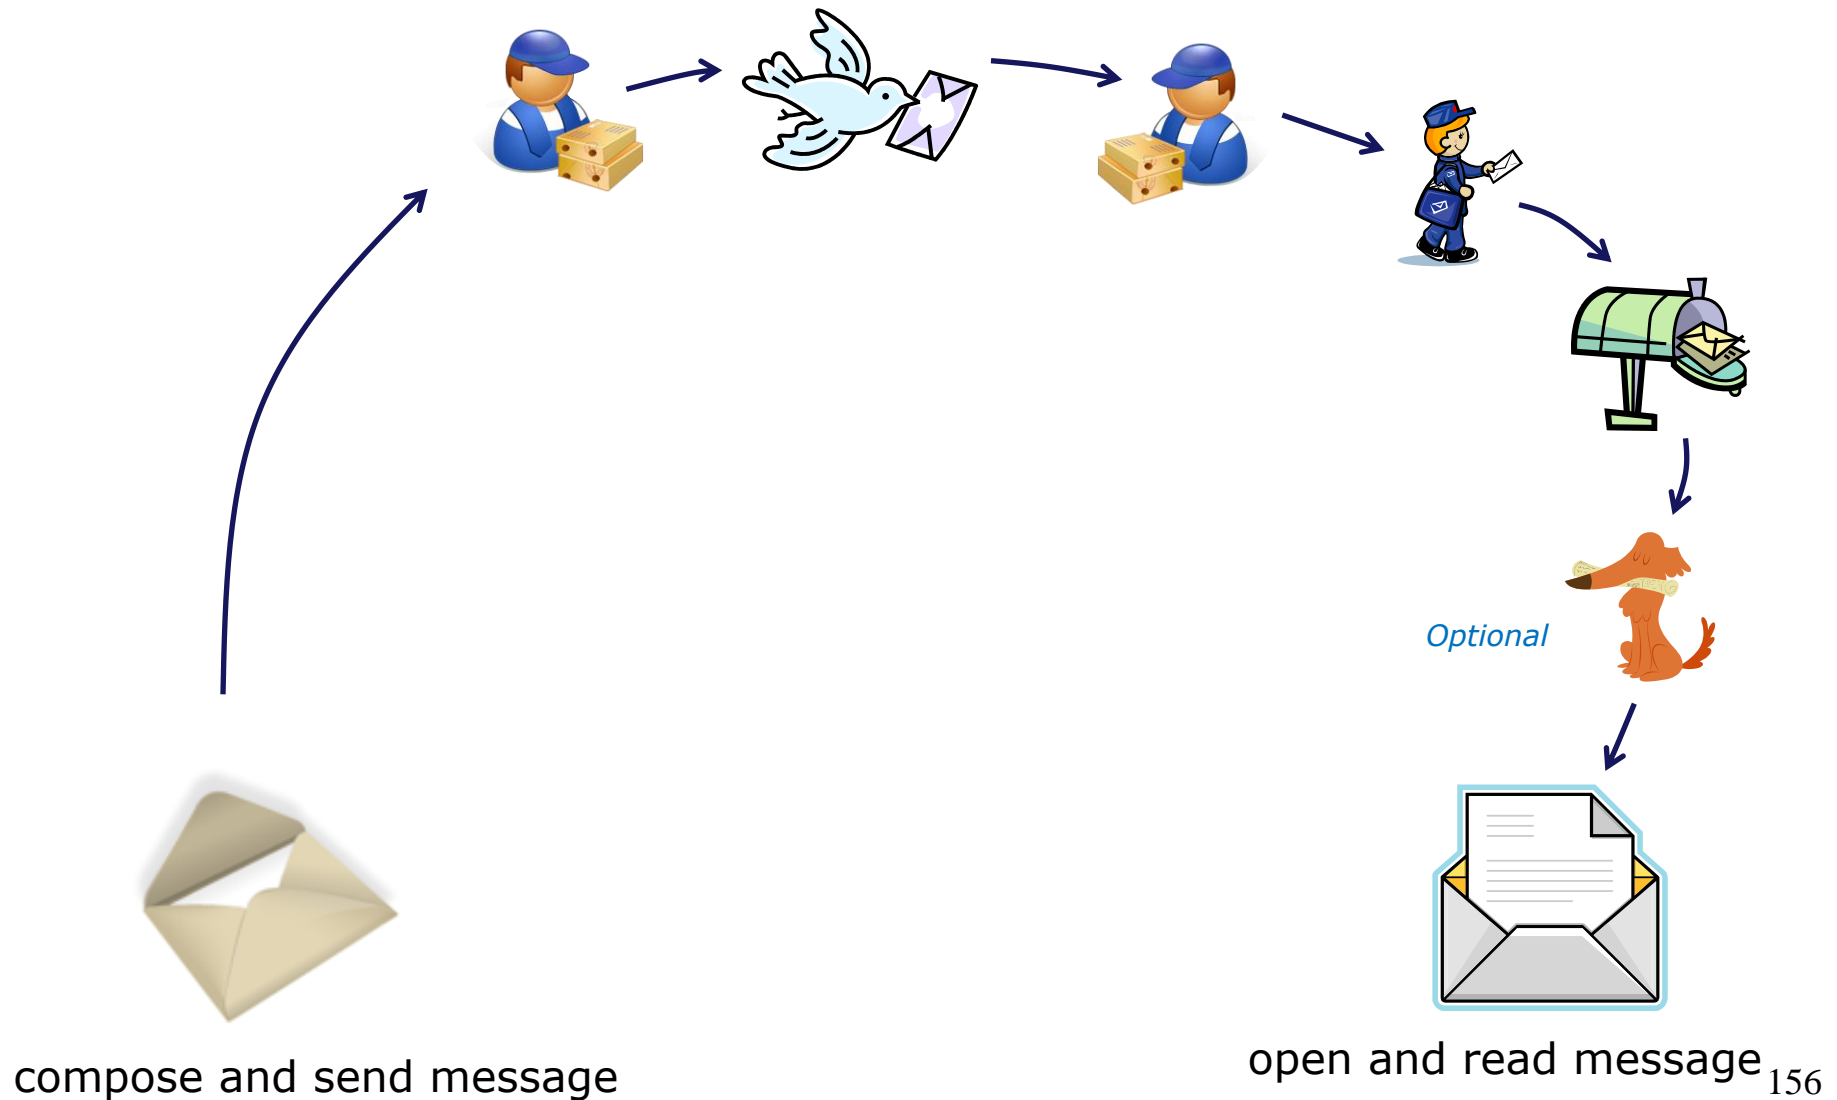 Optional
open and read message
compose and send message
156